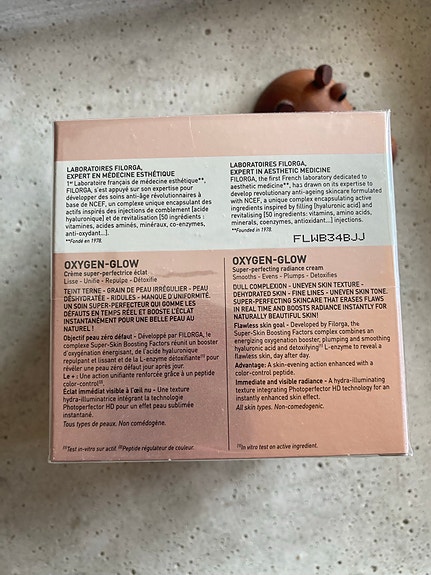 LABORATOIRES FILORGA,
EXPERT EN MÉDECINE ESTHÉTIQUE
1er Laboratoire français de médecine esthétique**,
FILORGA, s'est appuyé sur son expertise pour
développer des soins anti-âge révolutionnaires à
base de NCEF, un complexe unique encapsulant des
actifs inspirés des injections de comblement [acide
hyaluronique] et de revitalisation [50 ingrédients :
vitamines, acides aminés, minéraux, co-enzymes,
anti-oxydant...].
**Fondé en 1978.
LABORATOIRES FILORGA,
EXPERT IN AESTHETIC MEDICINE
FILORGA, the first French laboratory dedicated to
aesthetic medicine**, has drawn on its expertise to
develop revolutionary anti-ageing skincare formulated
with NCEF, a unique complex encapsulating active
ingredients inspired by filling [hyaluronic acid] and
revitalising [50 ingredients: vitamins, amino acids,
minerals, coenzymes, antioxidant...] injections.
**Founded in 1978.
FLWB34BJJ
OXYGEN-GLOW
Crème super-perfectrice éclat
Lisse - Unifie - Repulpe - Détoxifie
TEINT TERNE - GRAIN DE PEAU IRRÉGULIER - PEAU
DÉSHYDRATÉE - RIDULES - MANQUE D'UNIFORMITÉ.
UN SOIN SUPER-PERFECTEUR QUI GOMME LES
DÉFAUTS EN TEMPS RÉEL ET BOOSTE L'ÉCLAT
INSTANTANÉMENT POUR UNE BELLE PEAU AU
NATUREL !
Objectif peau zéro défaut - Développé par FILORGA, le
complexe Super-Skin Boosting Factors réunit un booster
d'oxygénation énergisant, de l'acide hyaluronique
repulpant et lissant et de la L-enzyme détoxifiante(1) pour
révéler une peau zéro défaut jour après jour.
Le + : Une action unifiante renforcée grâce à un peptide
color-control(2).
Éclat immédiat visible à l'œil nu - Une texture
hydra-illuminatrice intégrant la technologie
Photoperfector HD pour un effet peau sublimée
instantané.
Tous types de peaux. Non comédogène.
(1)Test in-vitro sur actif. (2)Peptide régulateur de couleur.
OXYGEN-GLOW
Super-perfecting radiance cream
Smooths - Evens - Plumps - Detoxifies
DULL COMPLEXION - UNEVEN SKIN TEXTURE -
DEHYDRATED SKIN - FINE LINES - UNEVEN SKIN TONE.
SUPER-PERFECTING SKINCARE THAT ERASES FLAWS
IN REAL TIME AND BOOSTS RADIANCE INSTANTLY FOR
NATURALLY BEAUTIFUL SKIN!
Flawless skin goal - Developed by Filorga, the
Super-Skin Boosting Factors complex combines an
energizing oxygenation booster, plumping and smoothing
hyaluronic acid and detoxifying(1) L-enzyme to reveal a
flawless skin, day after day.
Advantage: A skin-evening action enhanced with a
color-control peptide.
Immediate and visible radiance - A hydra-illuminating
texture integrating Photoperfector HD technology for an
instantly enhanced skin effect.
All skin types. Non-comedogenic.
(1)In vitro test on active ingredient.